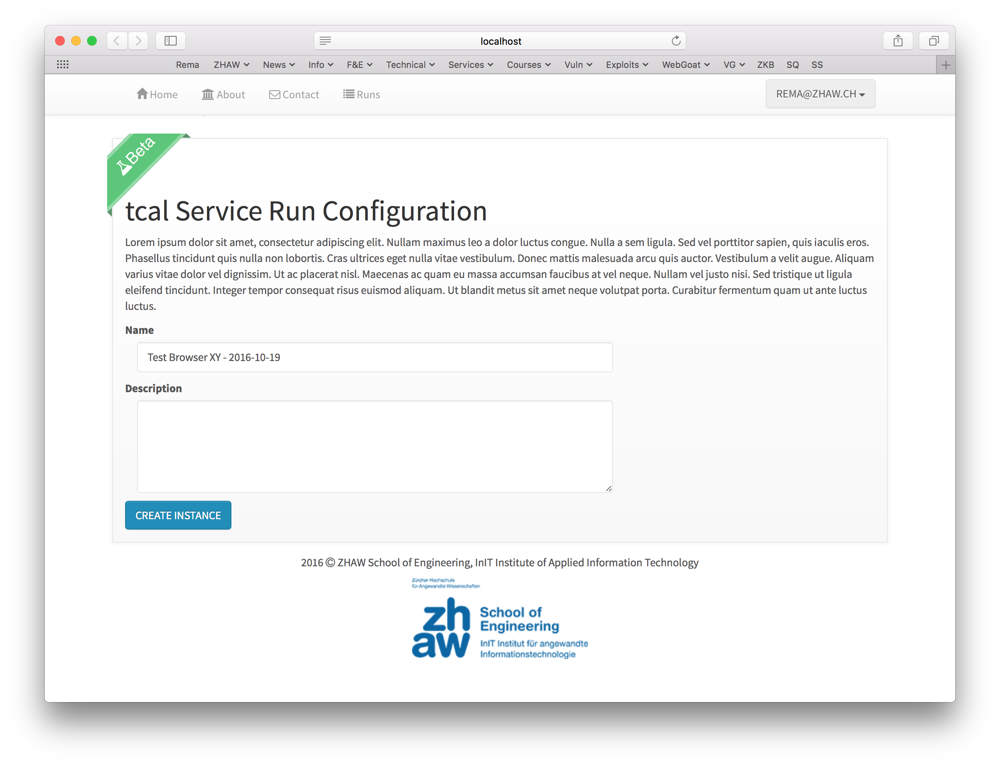 localhost
Rema ZHAW News Info F&E Technical Services Courses Vuln Exploits WebGoat VG ZKB SQ SS
Home About Contact Runs REMA@ZHAW.CH
Beta
tcal Service Run Configuration
Lorem ipsum dolor sit amet, consectetur adipiscing elit. Nullam maximus leo a dolor luctus congue. Nulla a sem ligula. Sed vel porttitor sapien, quis iaculis eros.
Phasellus tincidunt quis nulla non lobortis. Cras ultrices eget nulla vitae vestibulum. Donec mattis malesuada arcu quis auctor. Vestibulum a velit augue. Aliquam
varius vitae dolor vel dignissim. Ut ac placerat nisl. Maecenas ac quam eu massa accumsan faucibus at vel neque. Nullam vel justo nisi. Sed tristique ut ligula
eleifend tincidunt. Integer tempor consequat risus euismod aliquam. Ut blandit metus sit amet neque volutpat porta. Curabitur fermentum quam ut ante luctus
luctus.
Name
Test Browser XY - 2016-10-19
Description
CREATE INSTANCE
2016 © ZHAW School of Engineering, InIT Institute of Applied Information Technology
Zürcher Hochschule
für Angewandte Wissenschaften
zh
aw
School of
Engineering
InIT Institut für angewandte
Informationstechnologie